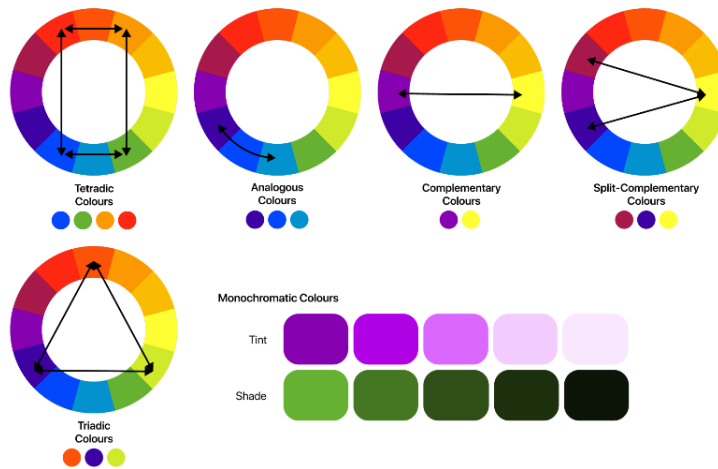 Tetradic
Colours
Analogous
Colours
Complementary
Colours
Split-Complementary
Colours
Monochromatic Colours
Tint
Shade
Triadic
Colours